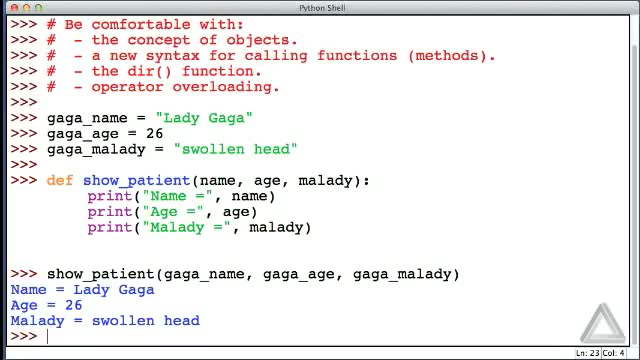 Python Shell
>>> # Be comfortable with:
>>> #  - the concept of objects.
>>> #  - a new syntax for calling functions (methods).
>>> #  - the dir() function.
>>> #  - operator overloading.
>>>
>>> gaga_name = "Lady Gaga"
>>> gaga_age = 26
>>> gaga_malady = "swollen head"
>>>
>>> def show_patient(name, age, malady):
        print("Name =", name)
        print("Age =", age)
        print("Malady =", malady)
>>> show_patient(gaga_name, gaga_age, gaga_malady)
Name = Lady Gaga
Age = 26
Malady = swollen head
>>>
Ln: 23 Col: 4